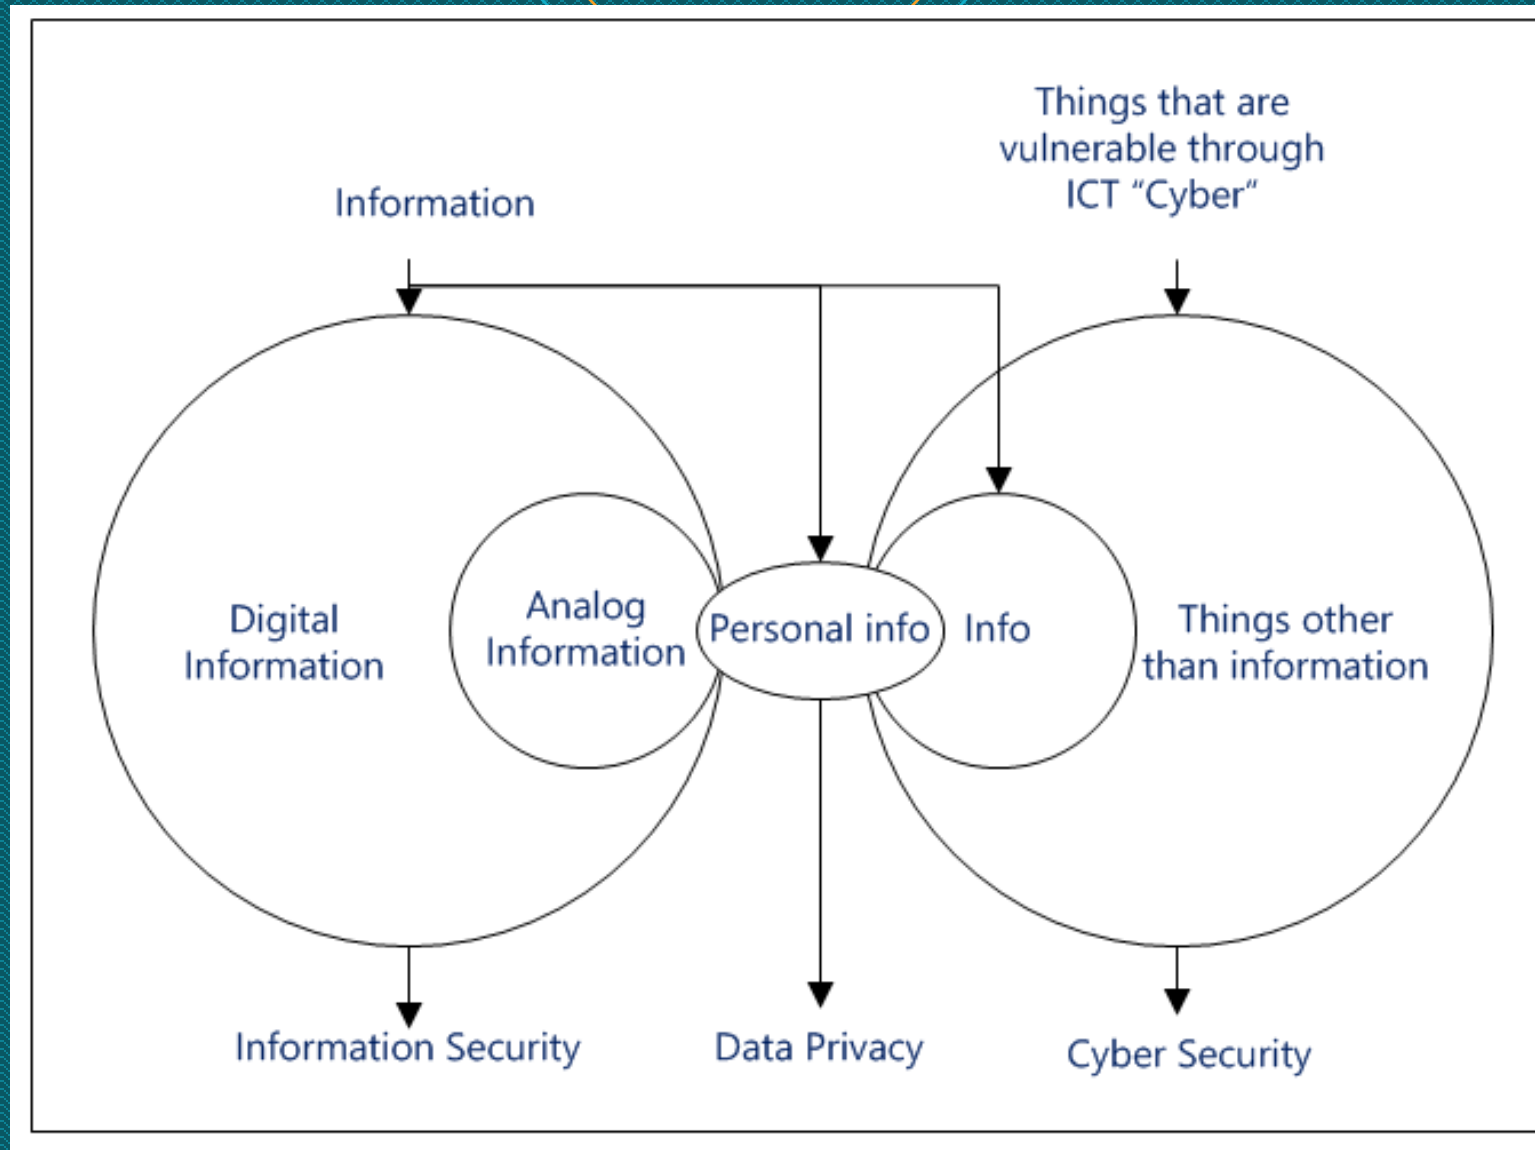 Things that are
vulnerable through
ICT “Cyber“
Information
Digital
Information
Analog
Information
Personal info
Info
Things other
than information
Information Security
Data Privacy
Cyber Security